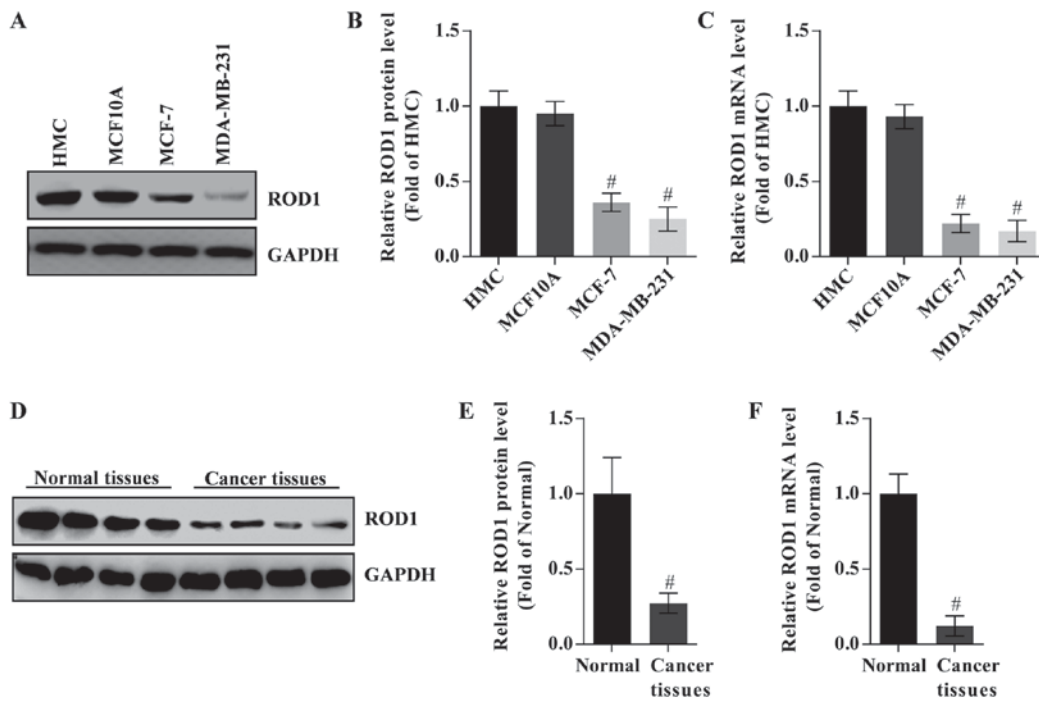 A
HMC
MCF10A
MCF-7
MDA-MB-231
ROD1
GAPDH
B
Relative ROD1 protein level
(Fold of HMC)
1.5
1.0
0.5
0.0
#
#
HMC
MCF10A
MCF-7
MDA-MB-231
C
Relative ROD1 mRNA level
(Fold of HMC)
1.5
1.0
0.5
0.0
#
#
HMC
MCF10A
MCF-7
MDA-MB-231
D
Normal tissues
Cancer tissues
ROD1
GAPDH
E
Relative ROD1 protein level
(Fold of Normal)
1.5
1.0
0.5
0.0
#
Normal
Cancer
tissues
F
Relative ROD1 mRNA level
(Fold of Normal)
1.5
1.0
0.5
0.0
#
Normal
Cancer
tissues